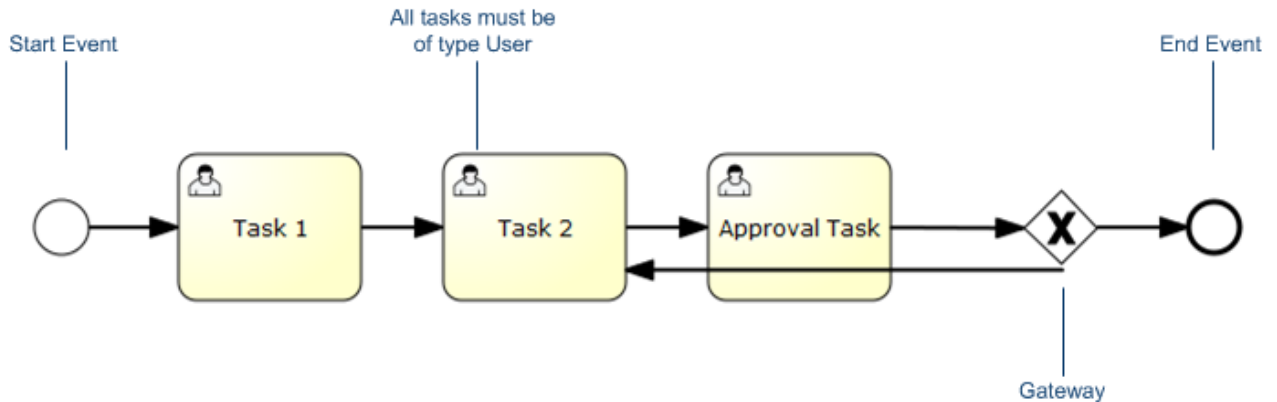 All tasks must be
of type User
Start Event
End Event
Task 1
Task 2
Approval Task
X
Gateway